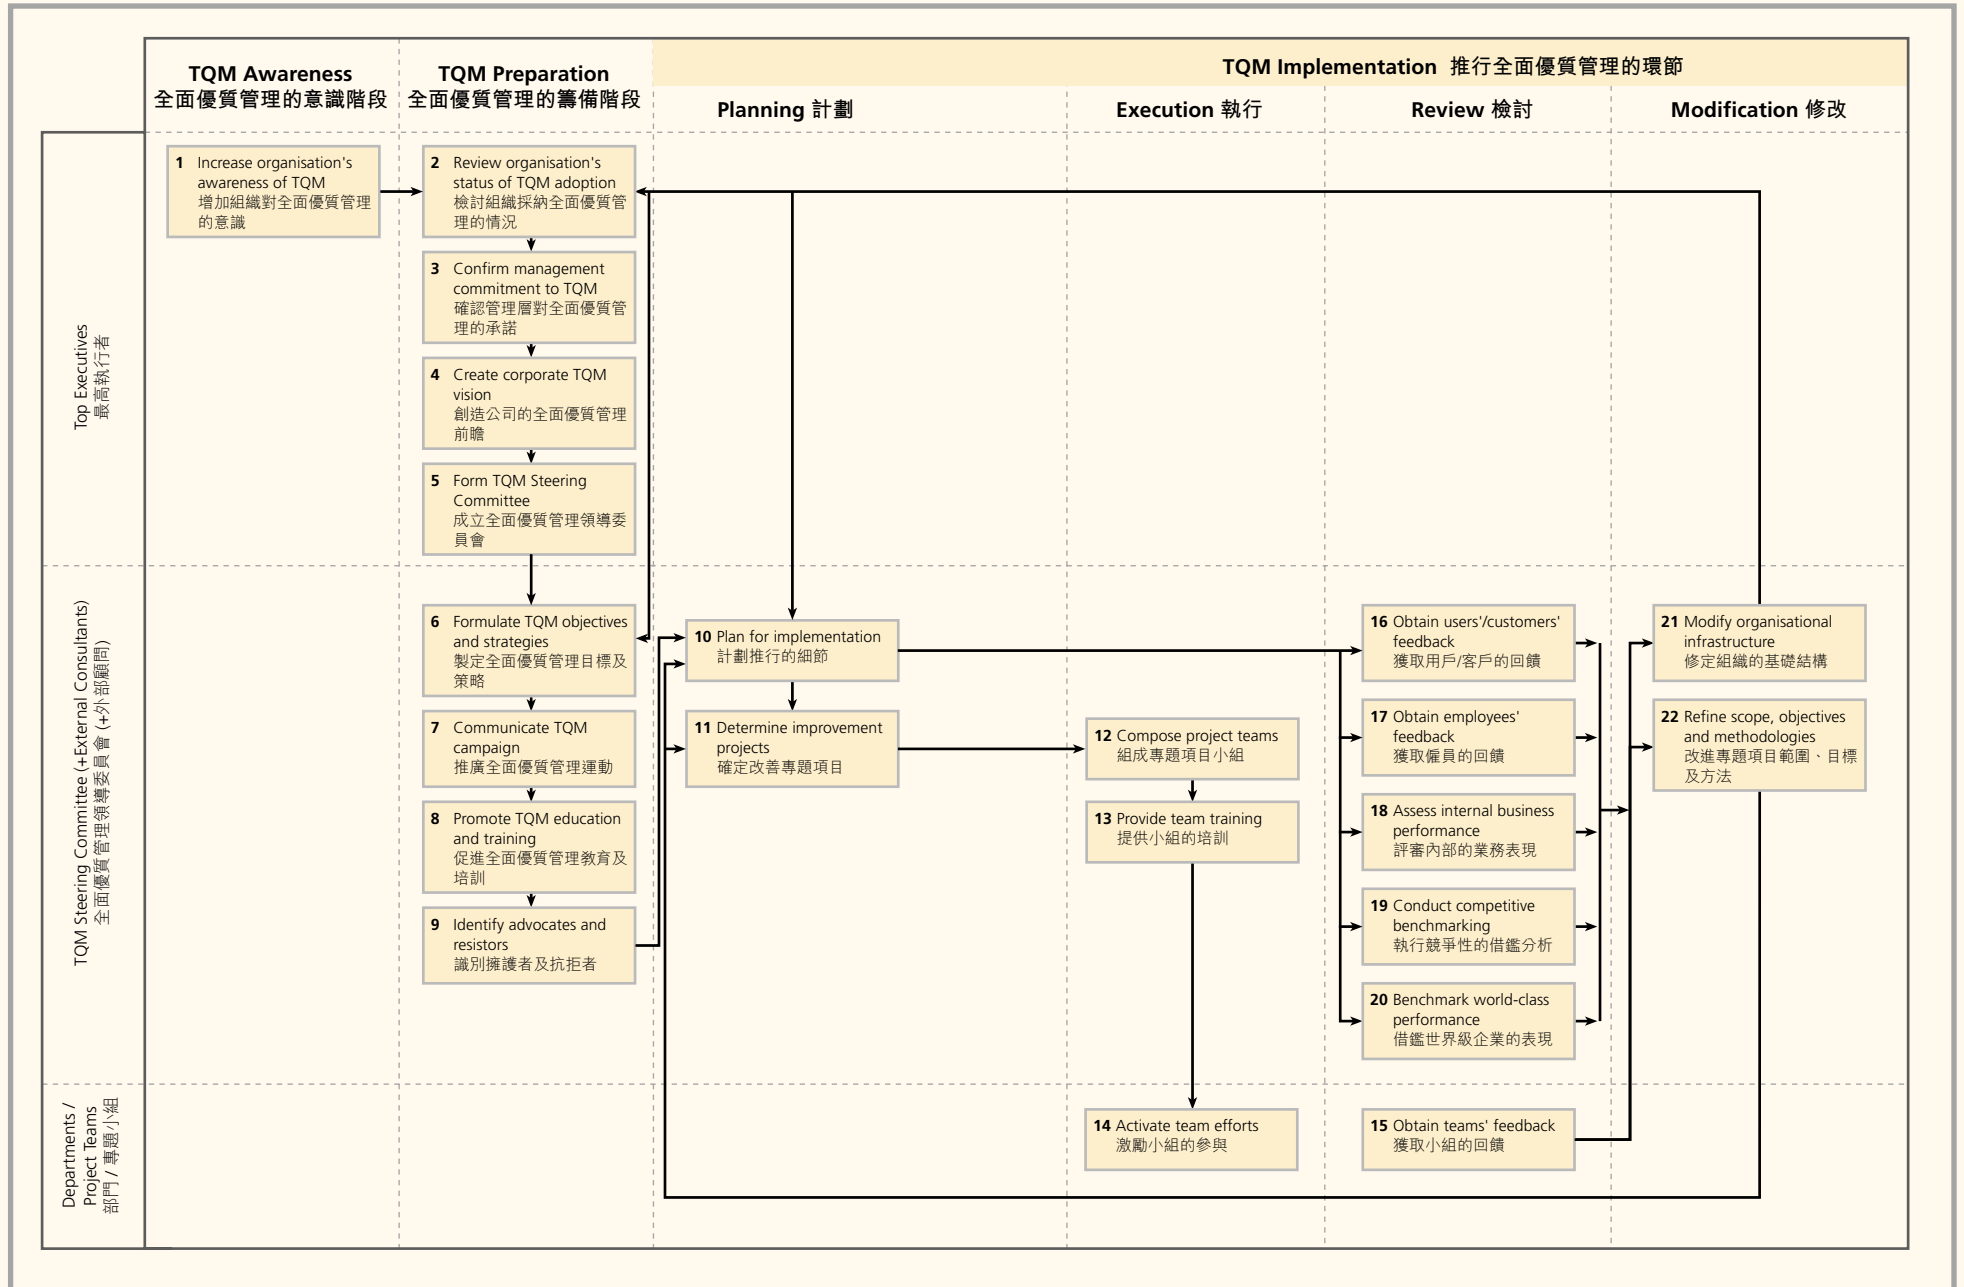 TQM Awareness
全面優質管理的意識階段
TQM Preparation
全面優質管理的籌備階段
TQM Implementation 推行全面優質管理的環節
Planning 計劃
Execution 執行
Review 檢討
Modification 修改
Top Executives
最高執行者
1 Increase organisation's
awareness of TQM
增加組織對全面優質管理
的意識
2 Review organisation's
status of TQM adoption
檢討組織採納全面優質管
理的情況
3 Confirm management
commitment to TQM
確認管理層對全面優質管
理的承諾
4 Create corporate TQM
vision
創造公司的全面優質管理
前瞻
5 Form TQM Steering
Committee
成立全面優質管理領導委
員會
TQM Steering Committee (+External Consultants)
全面優質管理領導委員會 (+外部顧問)
6 Formulate TQM objectives
and strategies
製定全面優質管理目標及
策略
7 Communicate TQM
campaign
推廣全面優質管理運動
8 Promote TQM education
and training
促進全面優質管理教育及
培訓
9 Identify advocates and
resistors
識別擁護者及抗拒者
10 Plan for implementation
計劃推行的細節
11 Determine improvement
projects
確定改善專題項目
12 Compose project teams
組成專題項目小組
13 Provide team training
提供小組的培訓
16 Obtain users'/customers'
feedback
獲取用戶/客戶的回饋
17 Obtain employees'
feedback
獲取僱員的回饋
18 Assess internal business
performance
評審內部的業務表現
19 Conduct competitive
benchmarking
執行競爭性的借鑑分析
20 Benchmark world-class
performance
借鑑世界級企業的表現
21 Modify organisational
infrastructure
修定組織的基礎結構
22 Refine scope, objectives
and methodologies
改進專題項目範圍、目標
及方法
Departments /
Project Teams
部門 / 專題小組
14 Activate team efforts
激勵小組的參與
15 Obtain teams' feedback
獲取小組的回饋